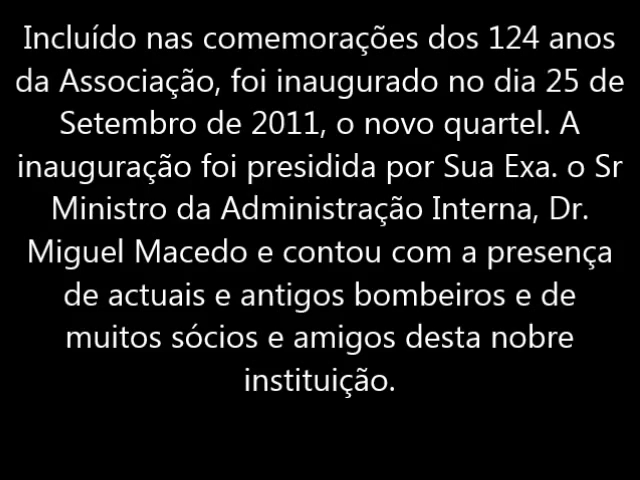 Incluído nas comemorações dos 124 anos
da Associação, foi inaugurado no dia 25 de
Setembro de 2011, o novo quartel. A
inauguração foi presidida por Sua Exa. o Sr
Ministro da Administração Interna, Dr.
Miguel Macedo e contou com a presença
de actuais e antigos bombeiros e de
muitos sócios e amigos desta nobre
instituição.